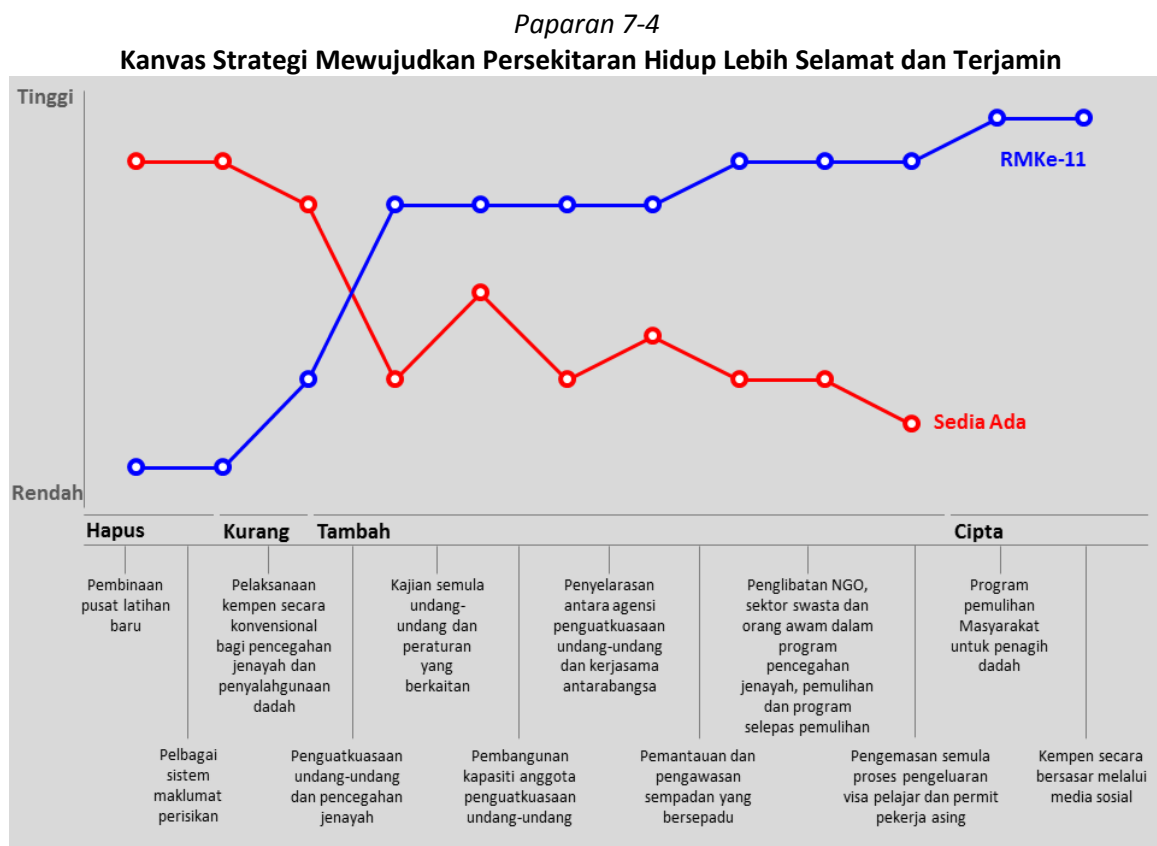 Paparan 7-4
Kanvas Strategi Mewujudkan Persekitaran Hidup Lebih Selamat dan Terjamin
Tinggi
RMKe-11
Sedia Ada
Rendah
Hapus
Kurang
Tambah
Cipta
Pembinaan
pusat latihan
baru
Pelaksanaan
kempen secara
konvensional
bagi pencegahan
jenayah dan
penyalahgunaan
dadah
Kajian semula
undang-
undang dan
peraturan
yang
berkaitan
Penyelarasan
antara agensi
penguatkuasaan
undang-undang
dan kerjasama
antarabangsa
Penglibatan NGO,
sektor swasta dan
orang awam dalam
program
pencegahan
jenayah, pemulihan
dan program
selepas pemulihan
Program
pemulihan
Masyarakat
untuk penagih
dadah
Pelbagai
sistem
maklumat
perisikan
Penguatkuasaan
undang-undang
dan pencegahan
jenayah
Pembangunan
kapasiti anggota
penguatkuasaan
undang-undang
Pemantauan dan
pengawasan
sempadan yang
bersepadu
Pengemasan semula
proses pengeluaran
visa pelajar dan permit
pekerja asing
Kempen secara
bersasar melalui
media sosial